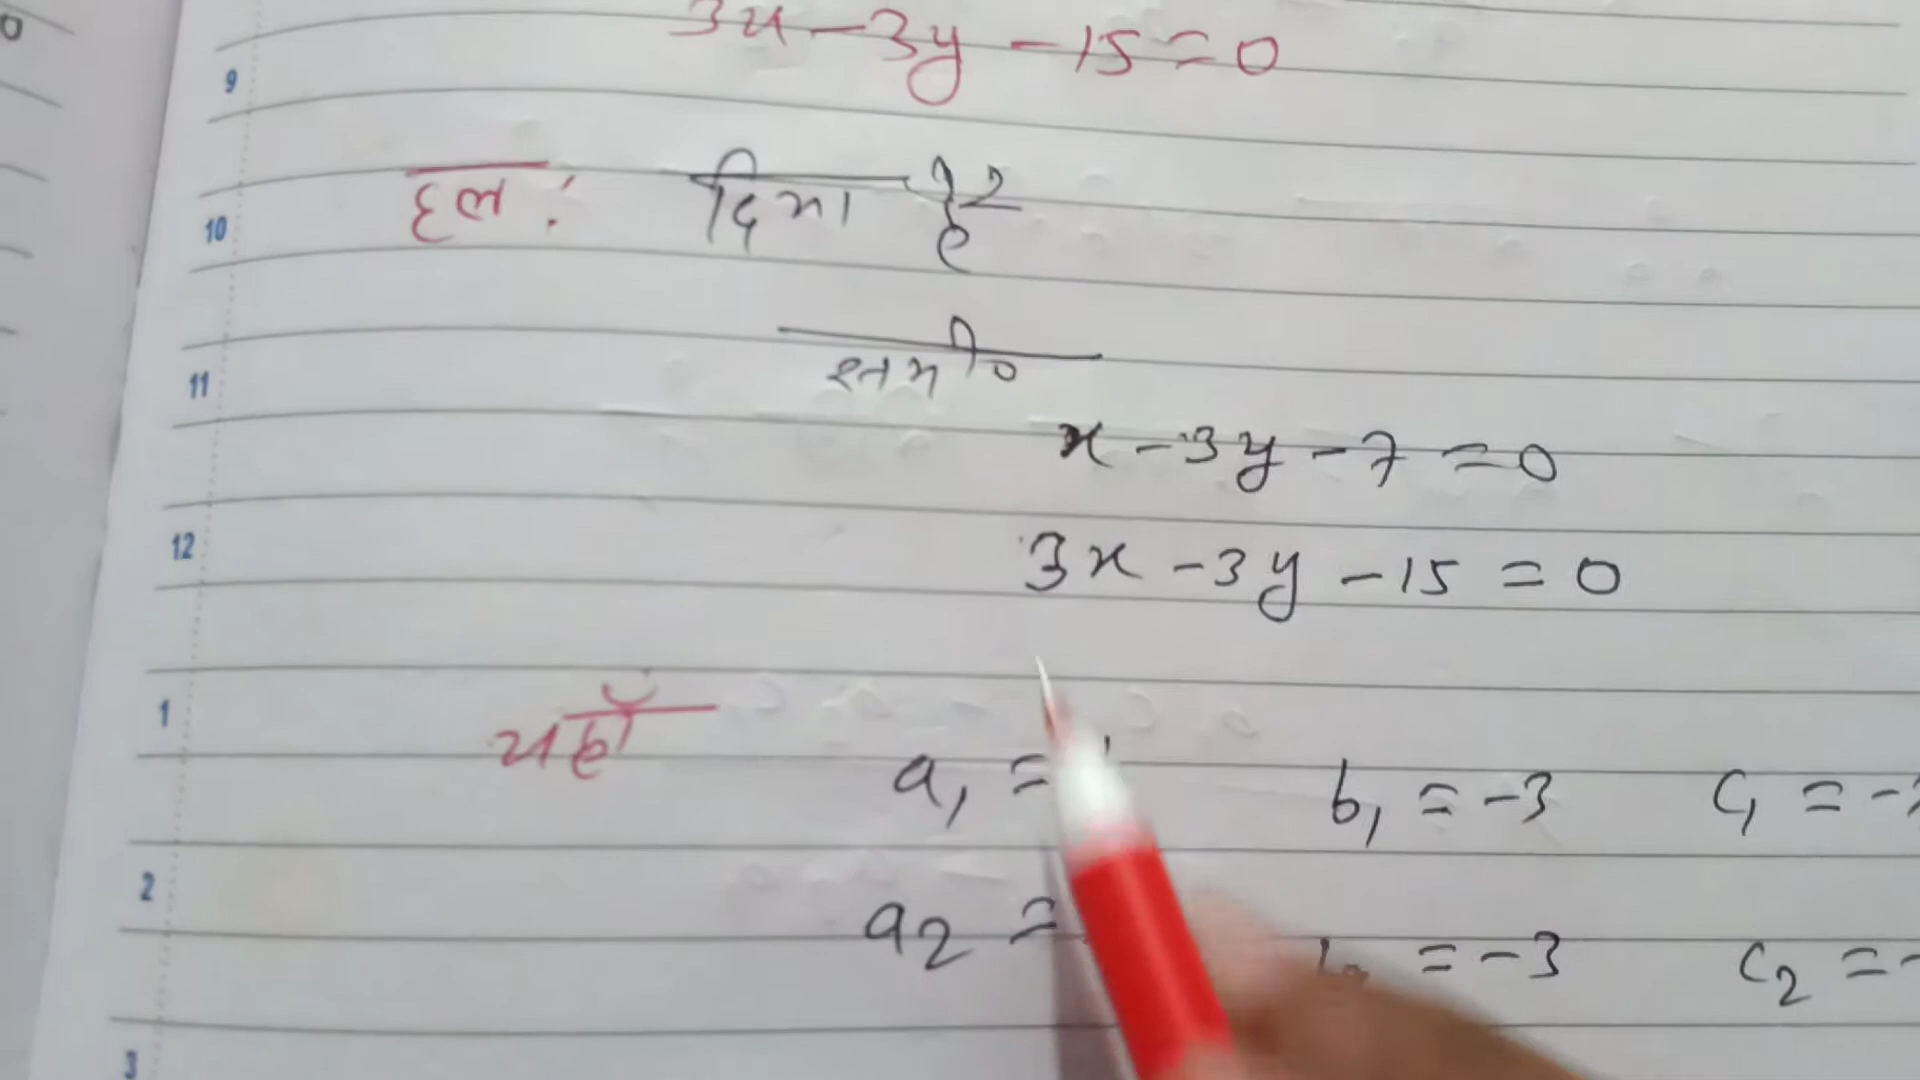 0
3x - 3y - 15 = 0
9
हल : दिया है
10
समी०
11
x - 3y - 7 = 0
12
3x - 3y - 15 = 0
1
यहाँ a₁ = b₁ = -3 c₁ = -
2
a₂ = = -3 c₂ = -
3